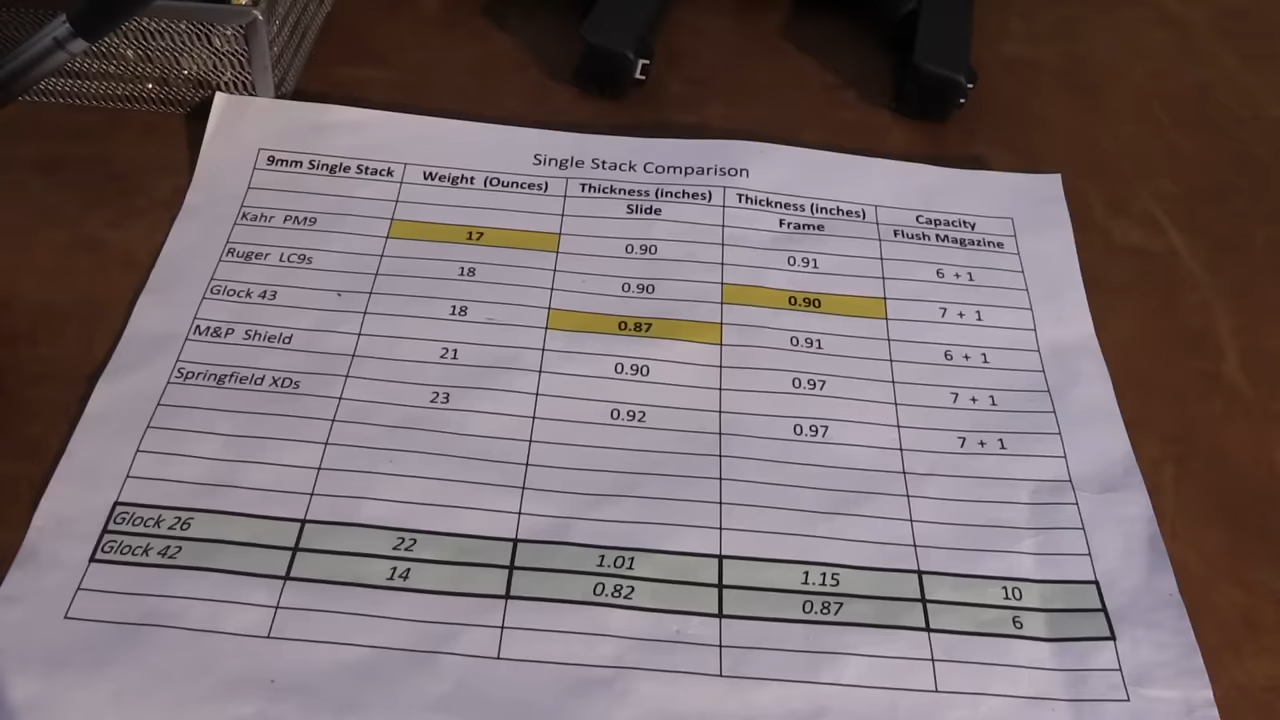 Single Stack Comparison
9mm Single Stack Weight (Ounces) Thickness (inches) Thickness (inches) Capacity
Slide Frame Flush Magazine
Kahr PM9 17 0.90 0.91 6 + 1
Ruger LC9s 18 0.90 0.90 7 + 1
Glock 43 18 0.87 0.91 6 + 1
M&P Shield 21 0.90 0.97 7 + 1
Springfield XDs 23 0.92 0.97 7 + 1
Glock 26 22 1.01 1.15 10
Glock 42 14 0.82 0.87 6